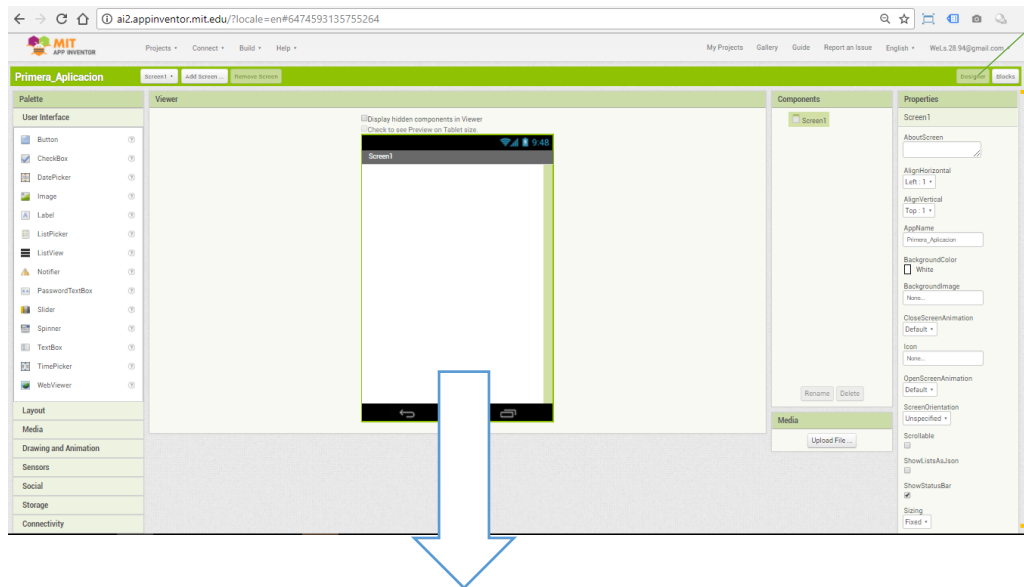 ai2.appinventor.mit.edu/?locale=en#6474593135755264
MIT
APP INVENTOR
Projects Connect Build Help
My Projects Gallery Guide Report an Issue English WeLs.28.94@gmail.com
Primera_Aplicacion
Screen1 Add Screen ... Remove Screen
Designer Blocks
Palette
User Interface
Button
CheckBox
DatePicker
Image
Label
ListPicker
ListView
Notifier
PasswordTextBox
Slider
Spinner
TextBox
TimePicker
WebViewer
Layout
Media
Drawing and Animation
Sensors
Social
Storage
Connectivity
Viewer
Display hidden components in Viewer
Check to see Preview on Tablet size.
9:48
Screen1
Components
Screen1
Rename Delete
Media
Upload File ...
Properties
Screen1
AboutScreen
AlignHorizontal
Left : 1
AlignVertical
Top : 1
AppName
Primera_Aplicacion
BackgroundColor
White
BackgroundImage
None...
CloseScreenAnimation
Default
Icon
None...
OpenScreenAnimation
Default
ScreenOrientation
Unspecified
Scrollable
ShowListsAsJson
ShowStatusBar
Sizing
Fixed